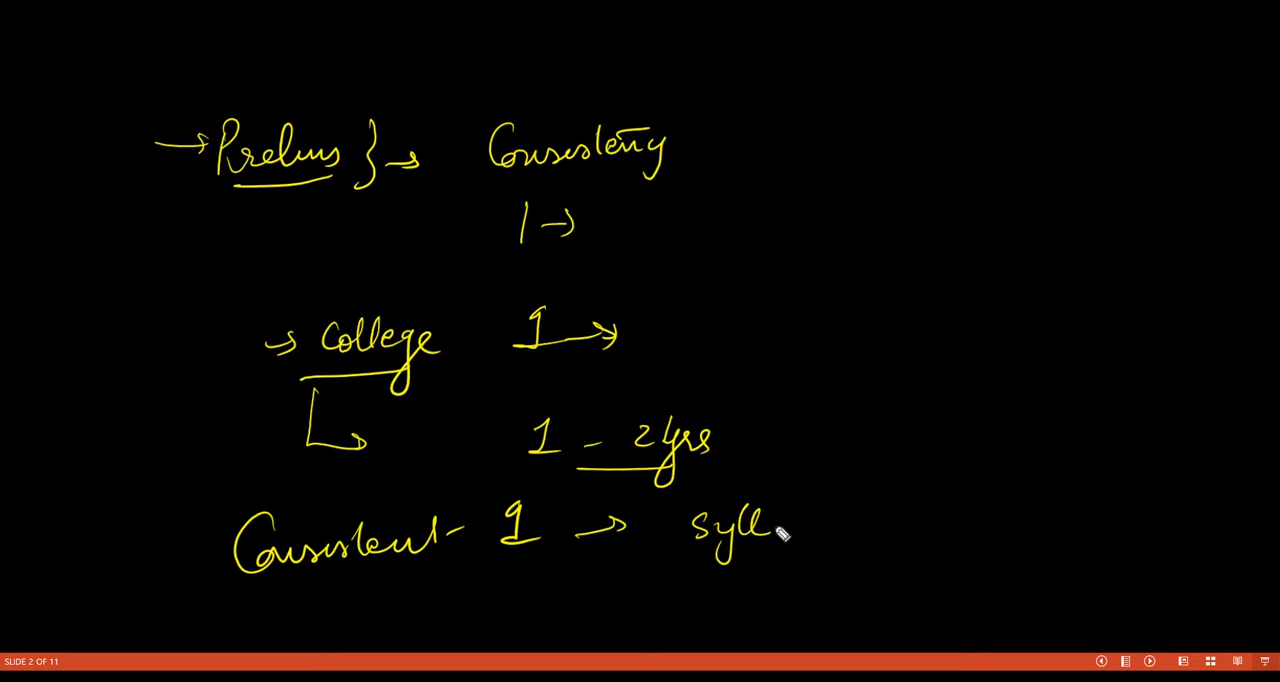 → Prelims } → Consistency
1 →
→ College 1 →
1 - 2 yrs
Consistent - 1 → syll
SLIDE 2 OF 11